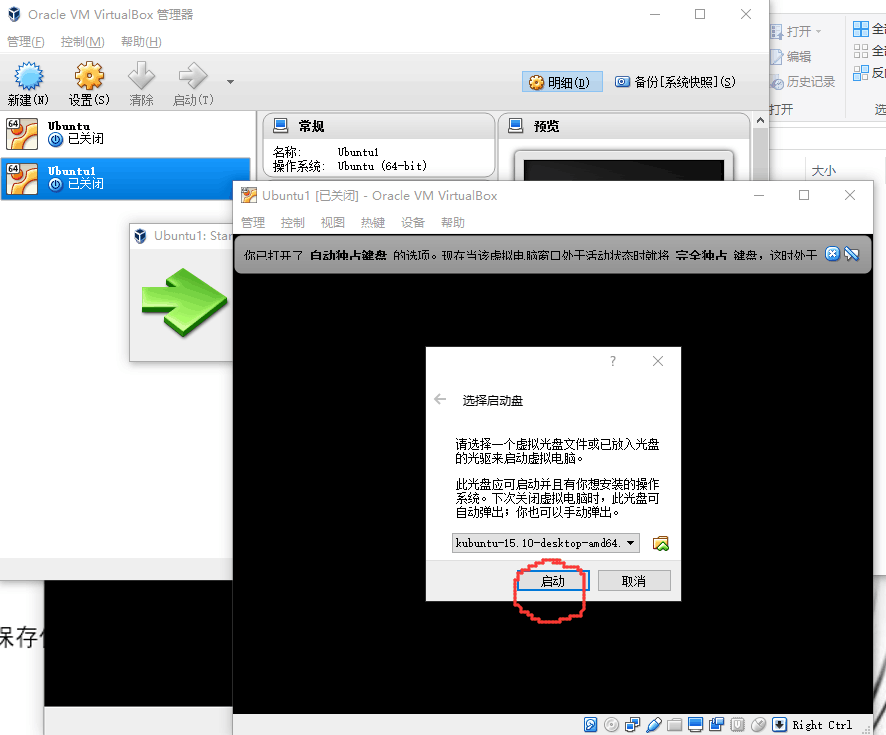 Oracle VM VirtualBox 管理器
管理(F) 控制(M) 帮助(H)
新建(N) 设置(S) 清除 启动(T)
明细(D) 备份[系统快照](S)
打开
编辑
历史记录
打开
大小
64 Ubuntu
已关闭
64 Ubuntu1
已关闭
常规
名称: Ubuntu1
操作系统: Ubuntu (64-bit)
预览
Ubuntu1: Star
Ubuntu1 [已关闭] - Oracle VM VirtualBox
管理 控制 视图 热键 设备 帮助
你已打开了 自动独占键盘 的选项。现在当该虚拟电脑窗口处于活动状态时就将 完全独占 键盘，这时处于
?
选择启动盘
请选择一个虚拟光盘文件或已放入光盘
的光驱来启动虚拟电脑。
此光盘应可启动并且有你想安装的操作
系统。下次关闭虚拟电脑时，此光盘可
自动弹出；你也可以手动弹出。
kubuntu-15.10-desktop-amd64.
启动 取消
保存
Right Ctrl